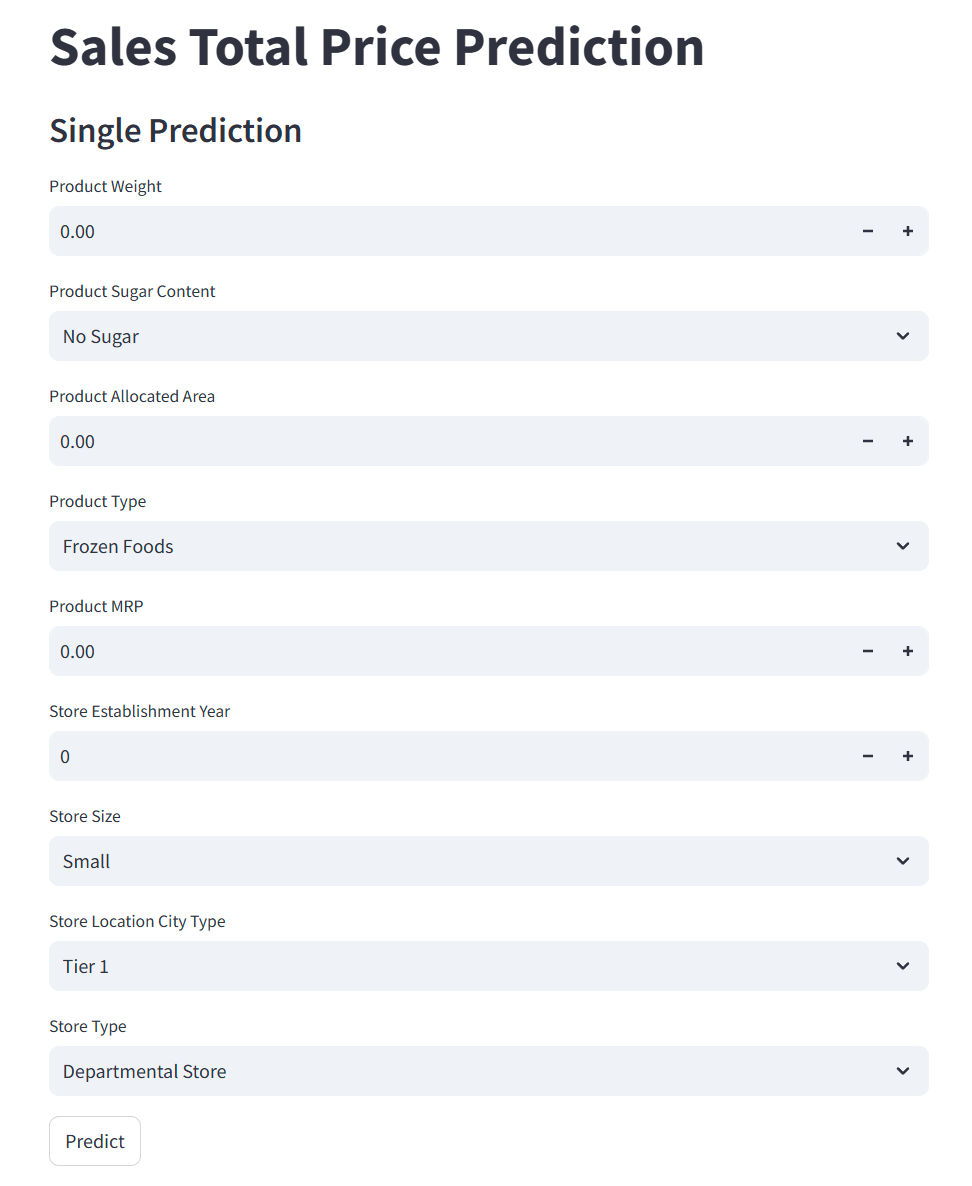 Sales Total Price Prediction
Single Prediction
Product Weight
0.00
Product Sugar Content
No Sugar
Product Allocated Area
0.00
Product Type
Frozen Foods
Product MRP
0.00
Store Establishment Year
0
Store Size
Small
Store Location City Type
Tier 1
Store Type
Departmental Store
Predict